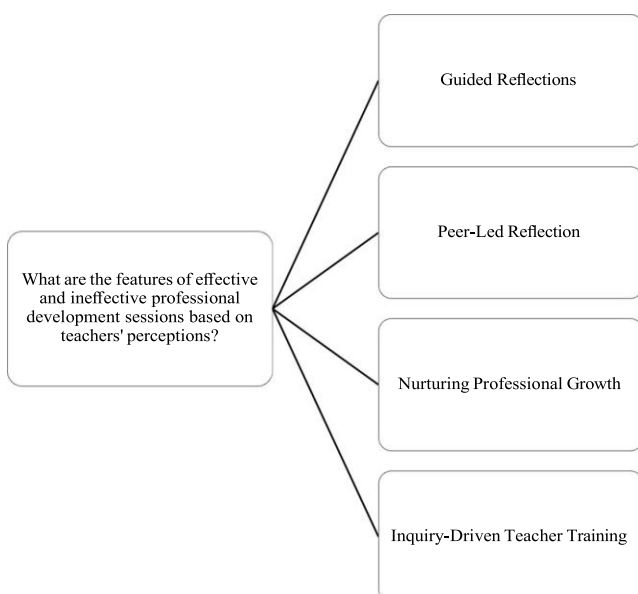 Guided Reflections
Peer-Led Reflection
What are the features of effective
and ineffective professional
development sessions based on
teachers' perceptions?
Nurturing Professional Growth
Inquiry-Driven Teacher Training